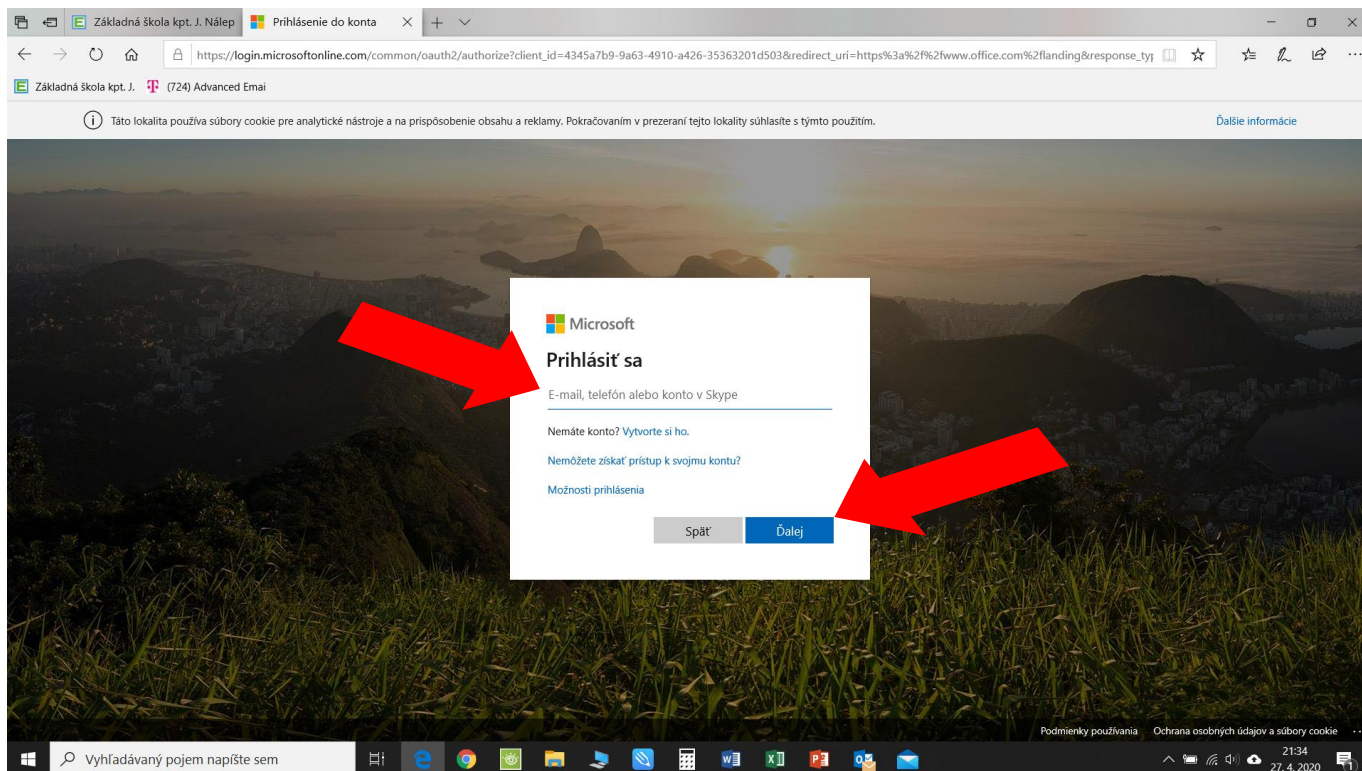 Základná škola kpt. J. Nálep
Prihlásenie do konta
https://login.microsoftonline.com/common/oauth2/authorize?client_id=4345a7b9-9a63-4910-a426-35363201d503&redirect_uri=https%3a%2f%2fwww.office.com%2flanding&response_typ
Základná škola kpt. J.
(724) Advanced Emai
Táto lokalita používa súbory cookie pre analytické nástroje a na prispôsobenie obsahu a reklamy. Pokračovaním v prezeraní tejto lokality súhlasíte s týmto použitím.
Ďalšie informácie
Microsoft
Prihlásiť sa
E-mail, telefón alebo konto v Skype
Nemáte konto? Vytvorte si ho.
Nemôžete získať prístup k svojmu kontu?
Možnosti prihlásenia
Späť
Ďalej
Podmienky používania
Ochrana osobných údajov a súbory cookie
Vyhľadávaný pojem napíšte sem
21:34
27. 4. 2020